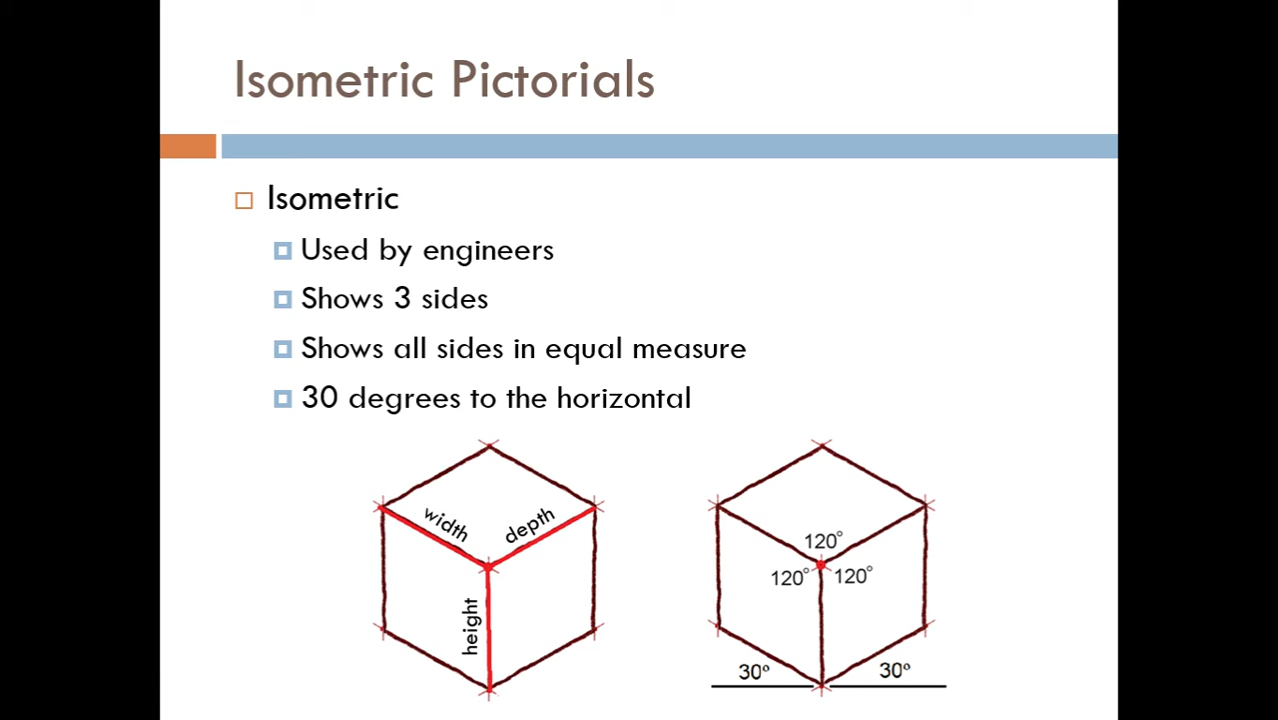 Isometric Pictorials
Isometric
Used by engineers
Shows 3 sides
Shows all sides in equal measure
30 degrees to the horizontal
width
depth
height
120°
120°
120°
30°
30°